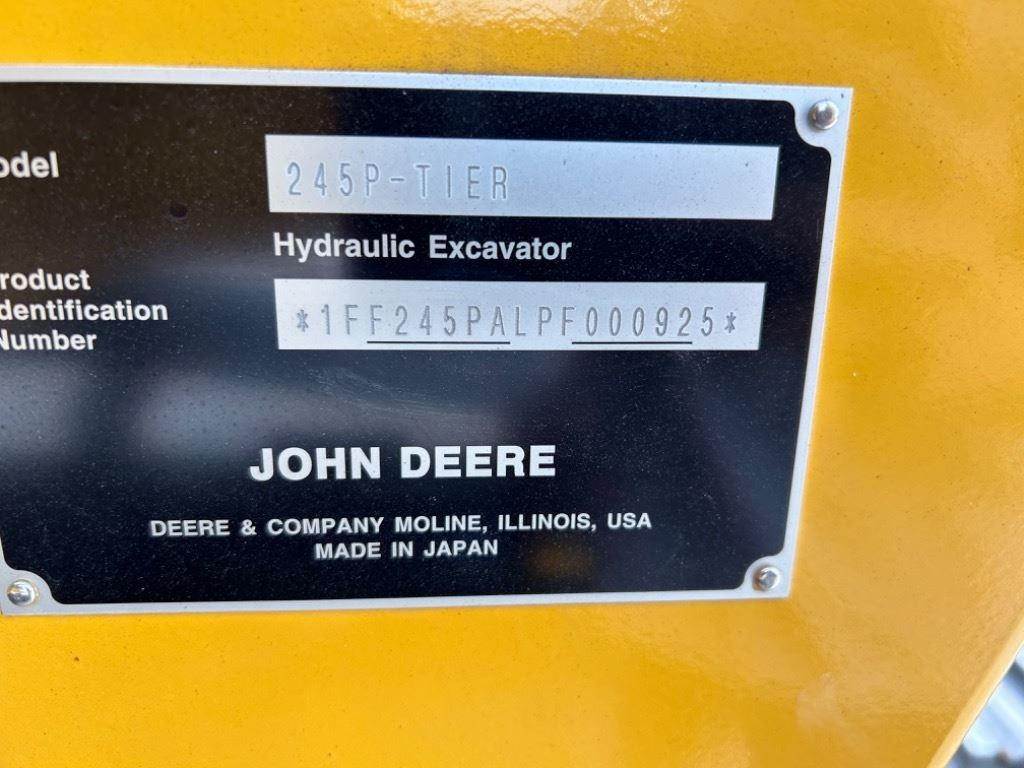 odel 245P-TIER
Hydraulic Excavator
roduct
dentification
Number
*1FF245PALPF000925*
JOHN DEERE
DEERE & COMPANY MOLINE, ILLINOIS, USA
MADE IN JAPAN